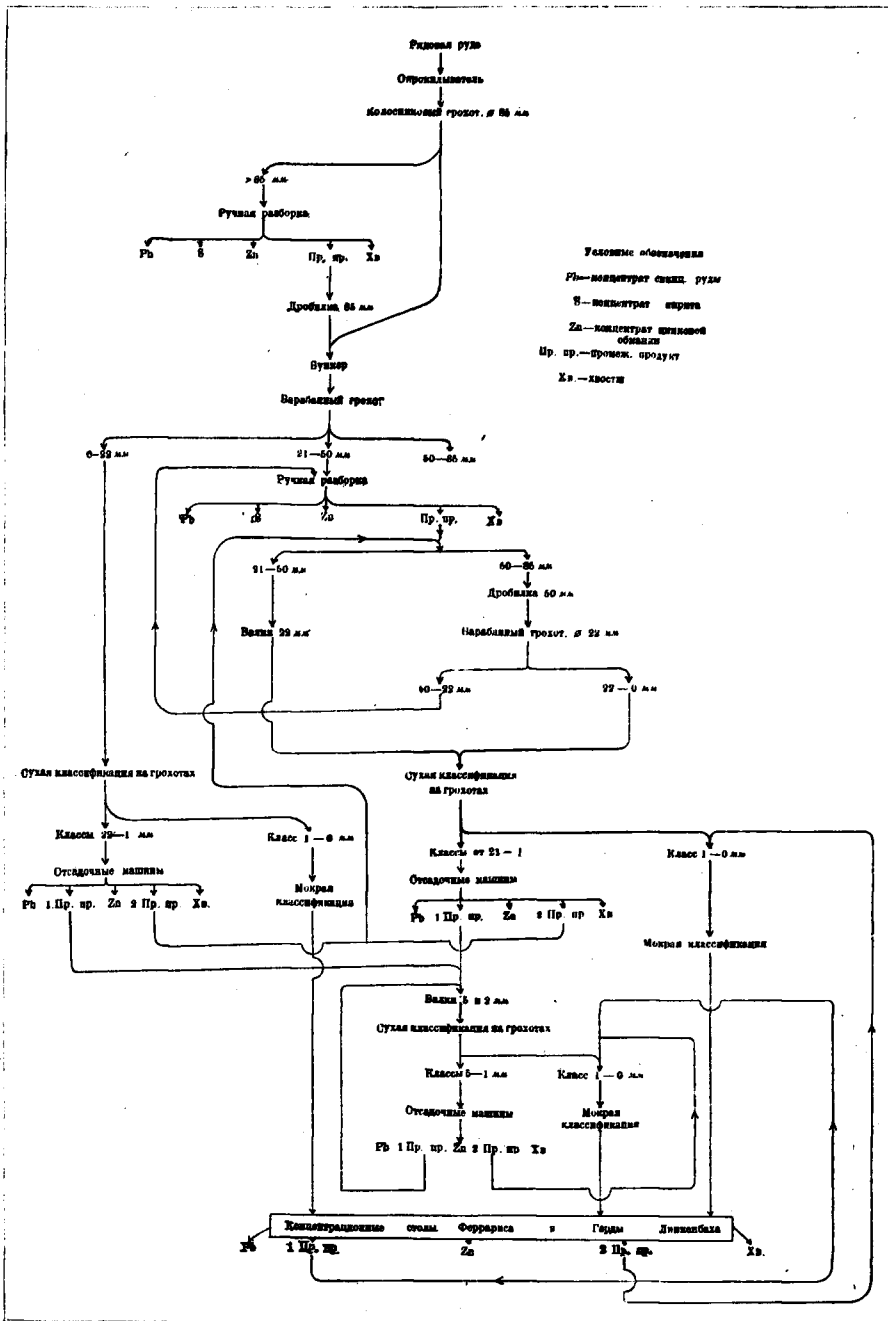 Рядовая руда
Опрокидыватель
Колосниковый грохот. ø 85 мм
> 85 мм
Ручная разборка
Pb S Zn Пр. пр. Хв
Дробилка 85 мм
Условные обозначения
Pb—концентрат свинц. руды
S—концентрат пирита
Zn—концентрат цинковой
обманки
Пр. пр.—промеж. продукт
Хв.—хвосты
Бункер
Барабанный грохот
0—22 мм 21—50 мм 50—85 мм
Ручная разборка
Pb S Zn Пр. пр. Хв
21—50 мм 50—85 мм
Дробилка 50 мм
Валки 22 мм Барабанный грохот. ø 22 мм
50—22 мм 22—0 мм
Сухая классификация на грохотах
Сухая классификация
на грохотах
Классы 22—1 мм Класс 1—0 мм
Классы от 21—1 Класс 1—0 мм
Отсадочные машины
Отсадочные машины
Мокрая
классификация
Pb 1 Пр. пр. Zn 2 Пр. пр Хв.
Pb 1 Пр. пр. Zn 2 Пр. пр Хв
Мокрая классификация
Валки 5 и 2 мм
Сухая классификация на грохотах
Классы 5—1 мм Класс 1—0 мм
Отсадочные машины
Мокрая
классификация
Pb 1 Пр. пр. Zn 2 Пр. пр Хв
Концентрационные столы Феррариса и Герды Линкенбаха
Pb 1 Пр. пр. Zn 2 Пр. пр. Хв.